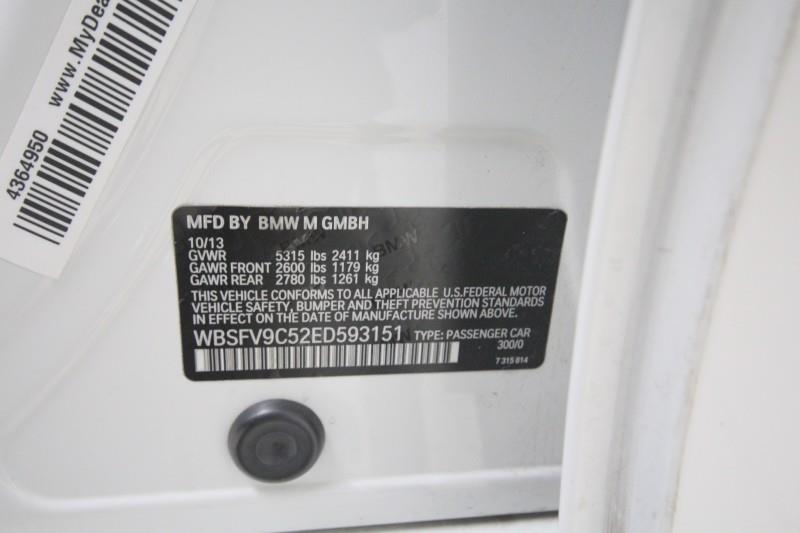 4364950
www.MyDea
MFD BY BMW M GMBH
10/13
GVWR 5315 lbs 2411 kg
GAWR FRONT 2600 lbs 1179 kg
GAWR REAR 2780 lbs 1261 kg
THIS VEHICLE CONFORMS TO ALL APPLICABLE U.S.FEDERAL MOTOR
VEHICLE SAFETY, BUMPER AND THEFT PREVENTION STANDARDS
IN EFFECT ON THE DATE OF MANUFACTURE SHOWN ABOVE.
WBSFV9C52ED593151 TYPE: PASSENGER CAR
300/0
7 315 814
BMW